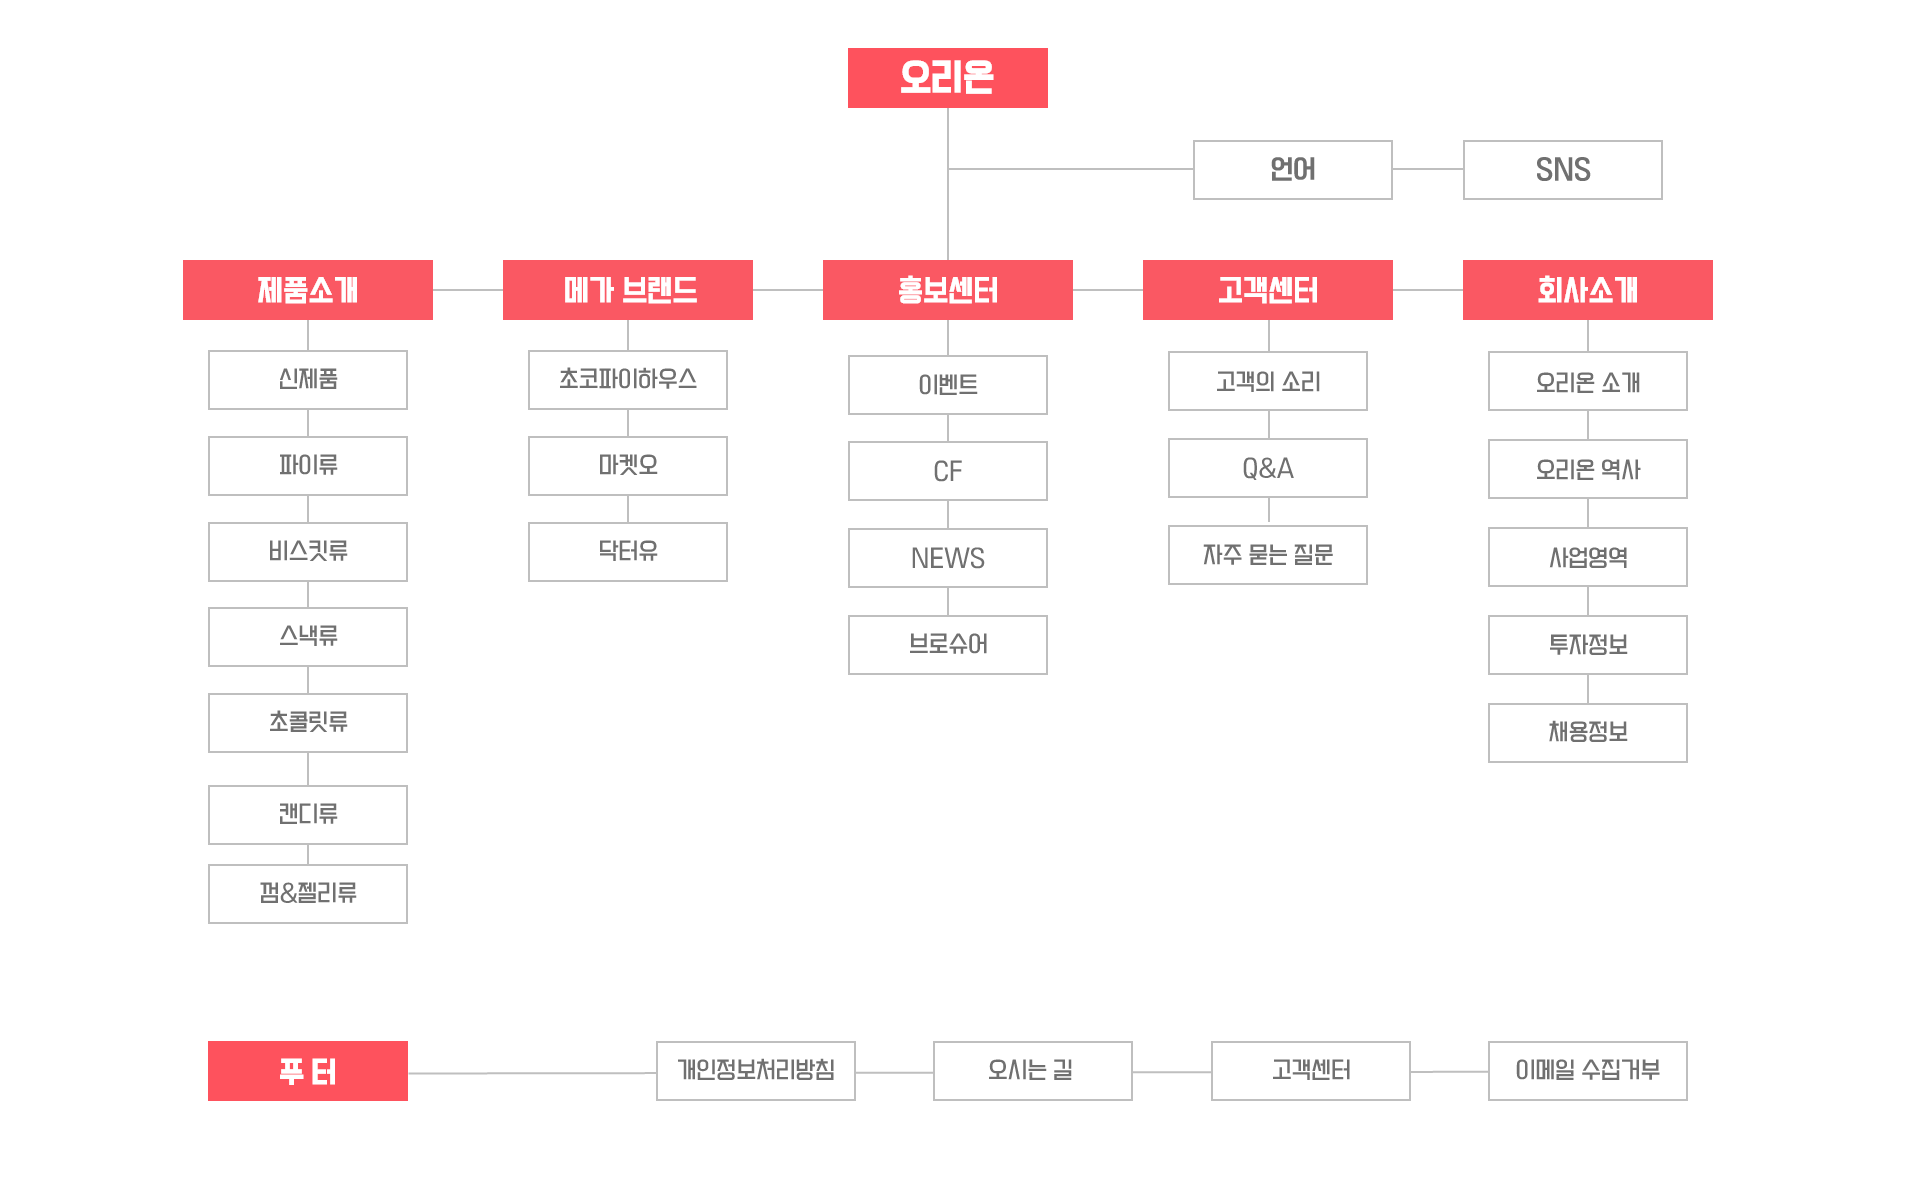 오리온
언어
SNS
제품소개
메가 브랜드
홍보센터
고객센터
회사소개
신제품
파이류
비스킷류
스낵류
초콜릿류
캔디류
껌&젤리류
초코파이하우스
마켓오
닥터유
이벤트
CF
NEWS
브로슈어
고객의 소리
Q&A
자주 묻는 질문
오리온 소개
오리온 역사
사업영역
투자정보
채용정보
푸 터
개인정보처리방침
오시는 길
고객센터
이메일 수집거부